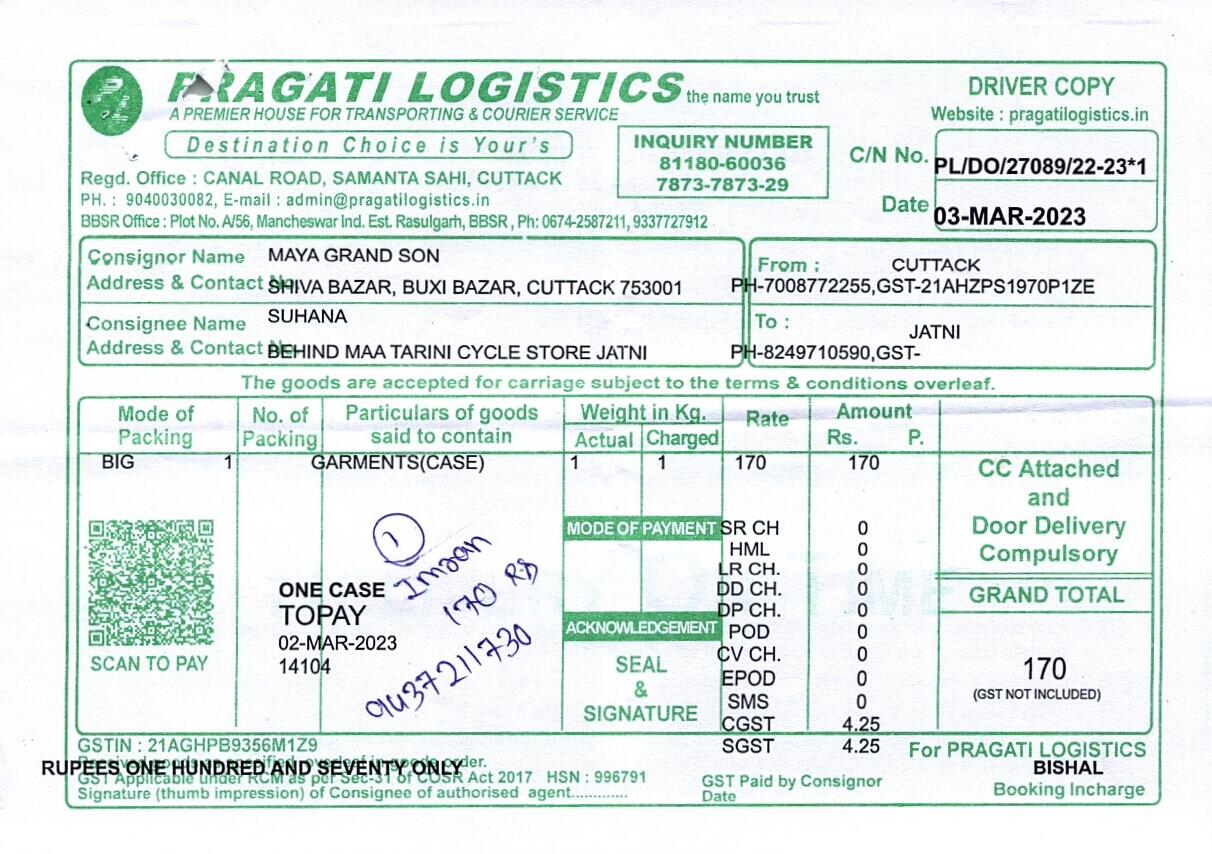 PRAGATI LOGISTICS the name you trust
A PREMIER HOUSE FOR TRANSPORTING & COURIER SERVICE
Destination Choice is Your's
Regd. Office : CANAL ROAD, SAMANTA SAHI, CUTTACK
PH. : 9040030082, E-mail : admin@pragatilogistics.in
BBSR Office : Plot No. A/56, Mancheswar Ind. Est. Rasulgarh, BBSR , Ph: 0674-2587211, 9337727912
INQUIRY NUMBER
81180-60036
7873-7873-29
DRIVER COPY
Website : pragatilogistics.in
C/N No. PL/DO/27089/22-23*1
Date 03-MAR-2023
Consignor Name MAYA GRAND SON
Address & Contact No. SHIVA BAZAR, BUXI BAZAR, CUTTACK 753001
From : CUTTACK
PH-7008772255,GST-21AHZPS1970P1ZE
Consignee Name SUHANA
Address & Contact No. BEHIND MAA TARINI CYCLE STORE JATNI
To : JATNI
PH-8249710590,GST-
The goods are accepted for carriage subject to the terms & conditions overleaf.
Mode of Packing No. of Packing Particulars of goods said to contain Weight in Kg. Actual Charged Rate Amount Rs. P.
BIG 1 GARMENTS(CASE) 1 1 170 170
CC Attached
and
Door Delivery
Compulsory
GRAND TOTAL
170
(GST NOT INCLUDED)
SCAN TO PAY
ONE CASE
TOPAY
02-MAR-2023
14104
1
Imaan
170 RS
9437211730
MODE OF PAYMENT
ACKNOWLEDGEMENT
SEAL
&
SIGNATURE
SR CH 0
HML 0
LR CH. 0
DD CH. 0
DP CH. 0
POD 0
CV CH. 0
EPOD 0
SMS 0
CGST 4.25
SGST 4.25
GSTIN : 21AGHPB9356M1Z9
Received goods as specified overleaf in goods order.
RUPEES ONE HUNDRED AND SEVENTY ONLY
GST Applicable under RCM as per Sec-31 of CGSR Act 2017 HSN : 996791
Signature (thumb impression) of Consignee of authorised agent.............
GST Paid by Consignor
Date
For PRAGATI LOGISTICS
BISHAL
Booking Incharge